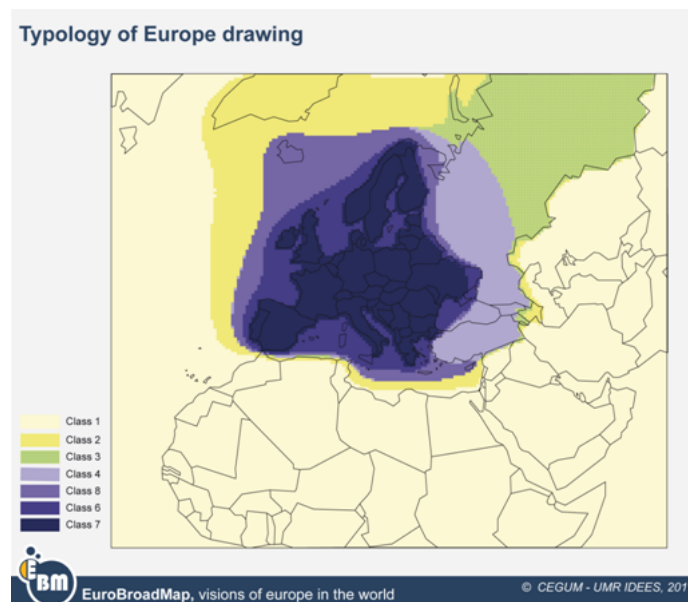 Typology of Europe drawing
Class 1
Class 2
Class 3
Class 4
Class 8
Class 6
Class 7
EBM
EuroBroadMap, visions of europe in the world
© CEGUM - UMR IDEES, 201